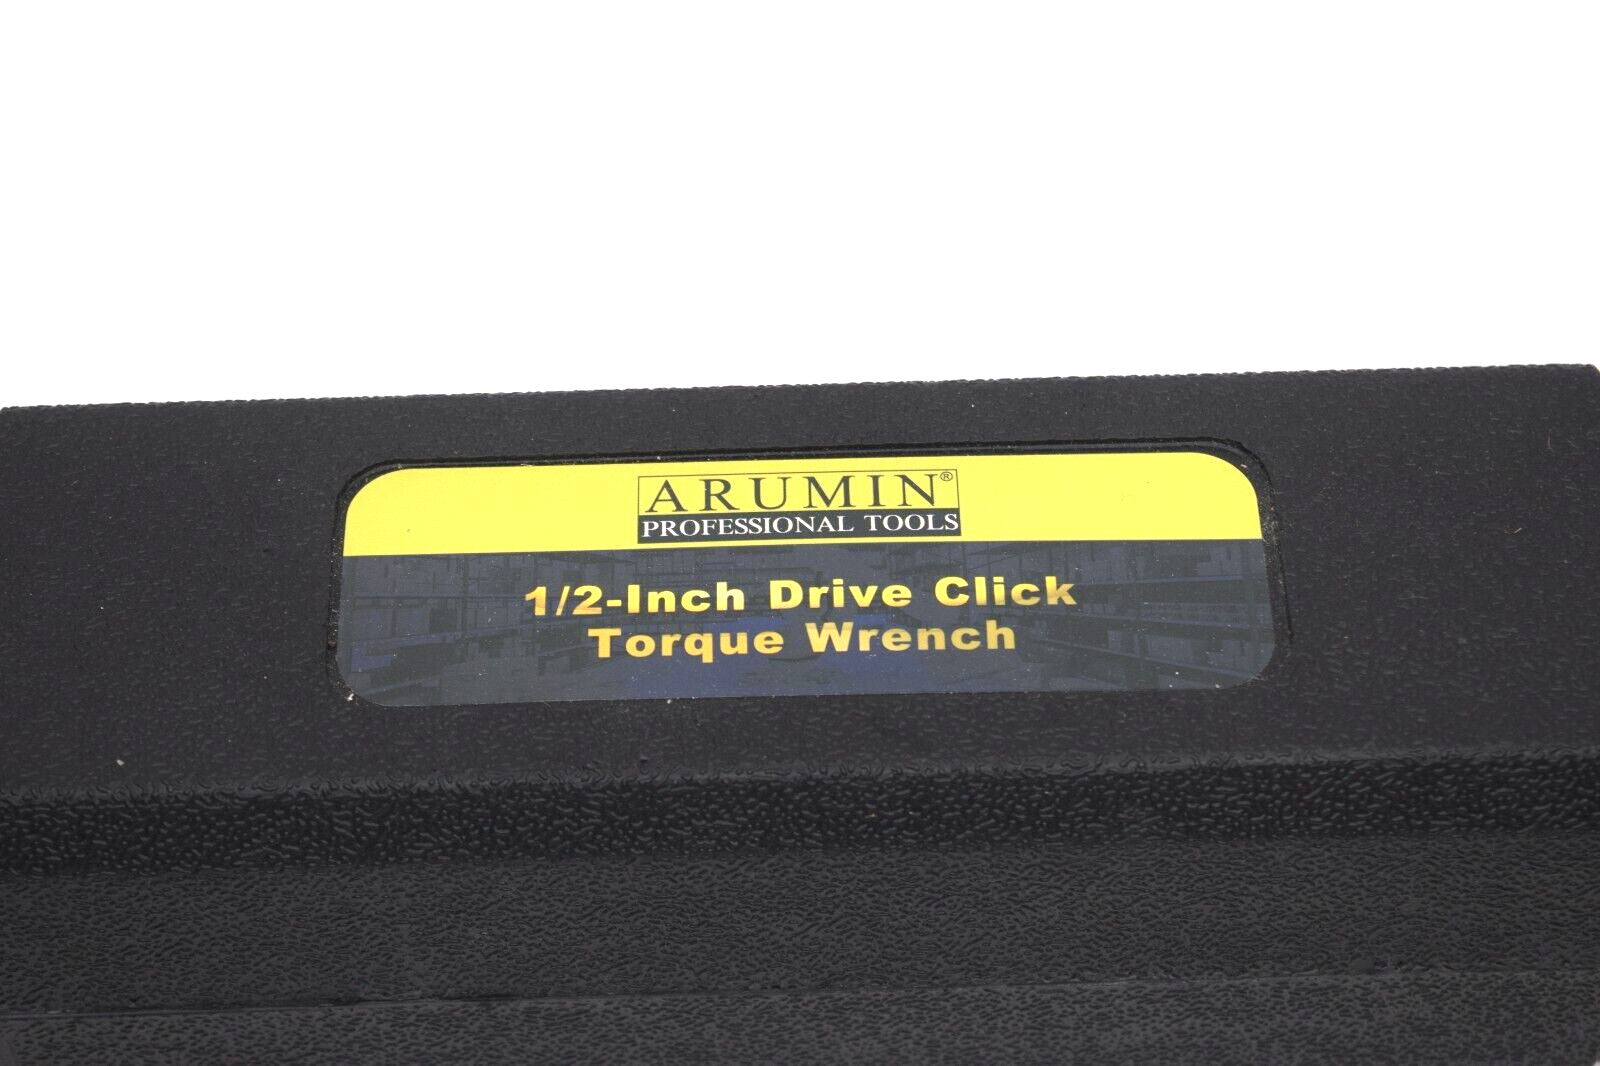 ARUMIN®
PROFESSIONAL TOOLS
1/2-Inch Drive Click
Torque Wrench